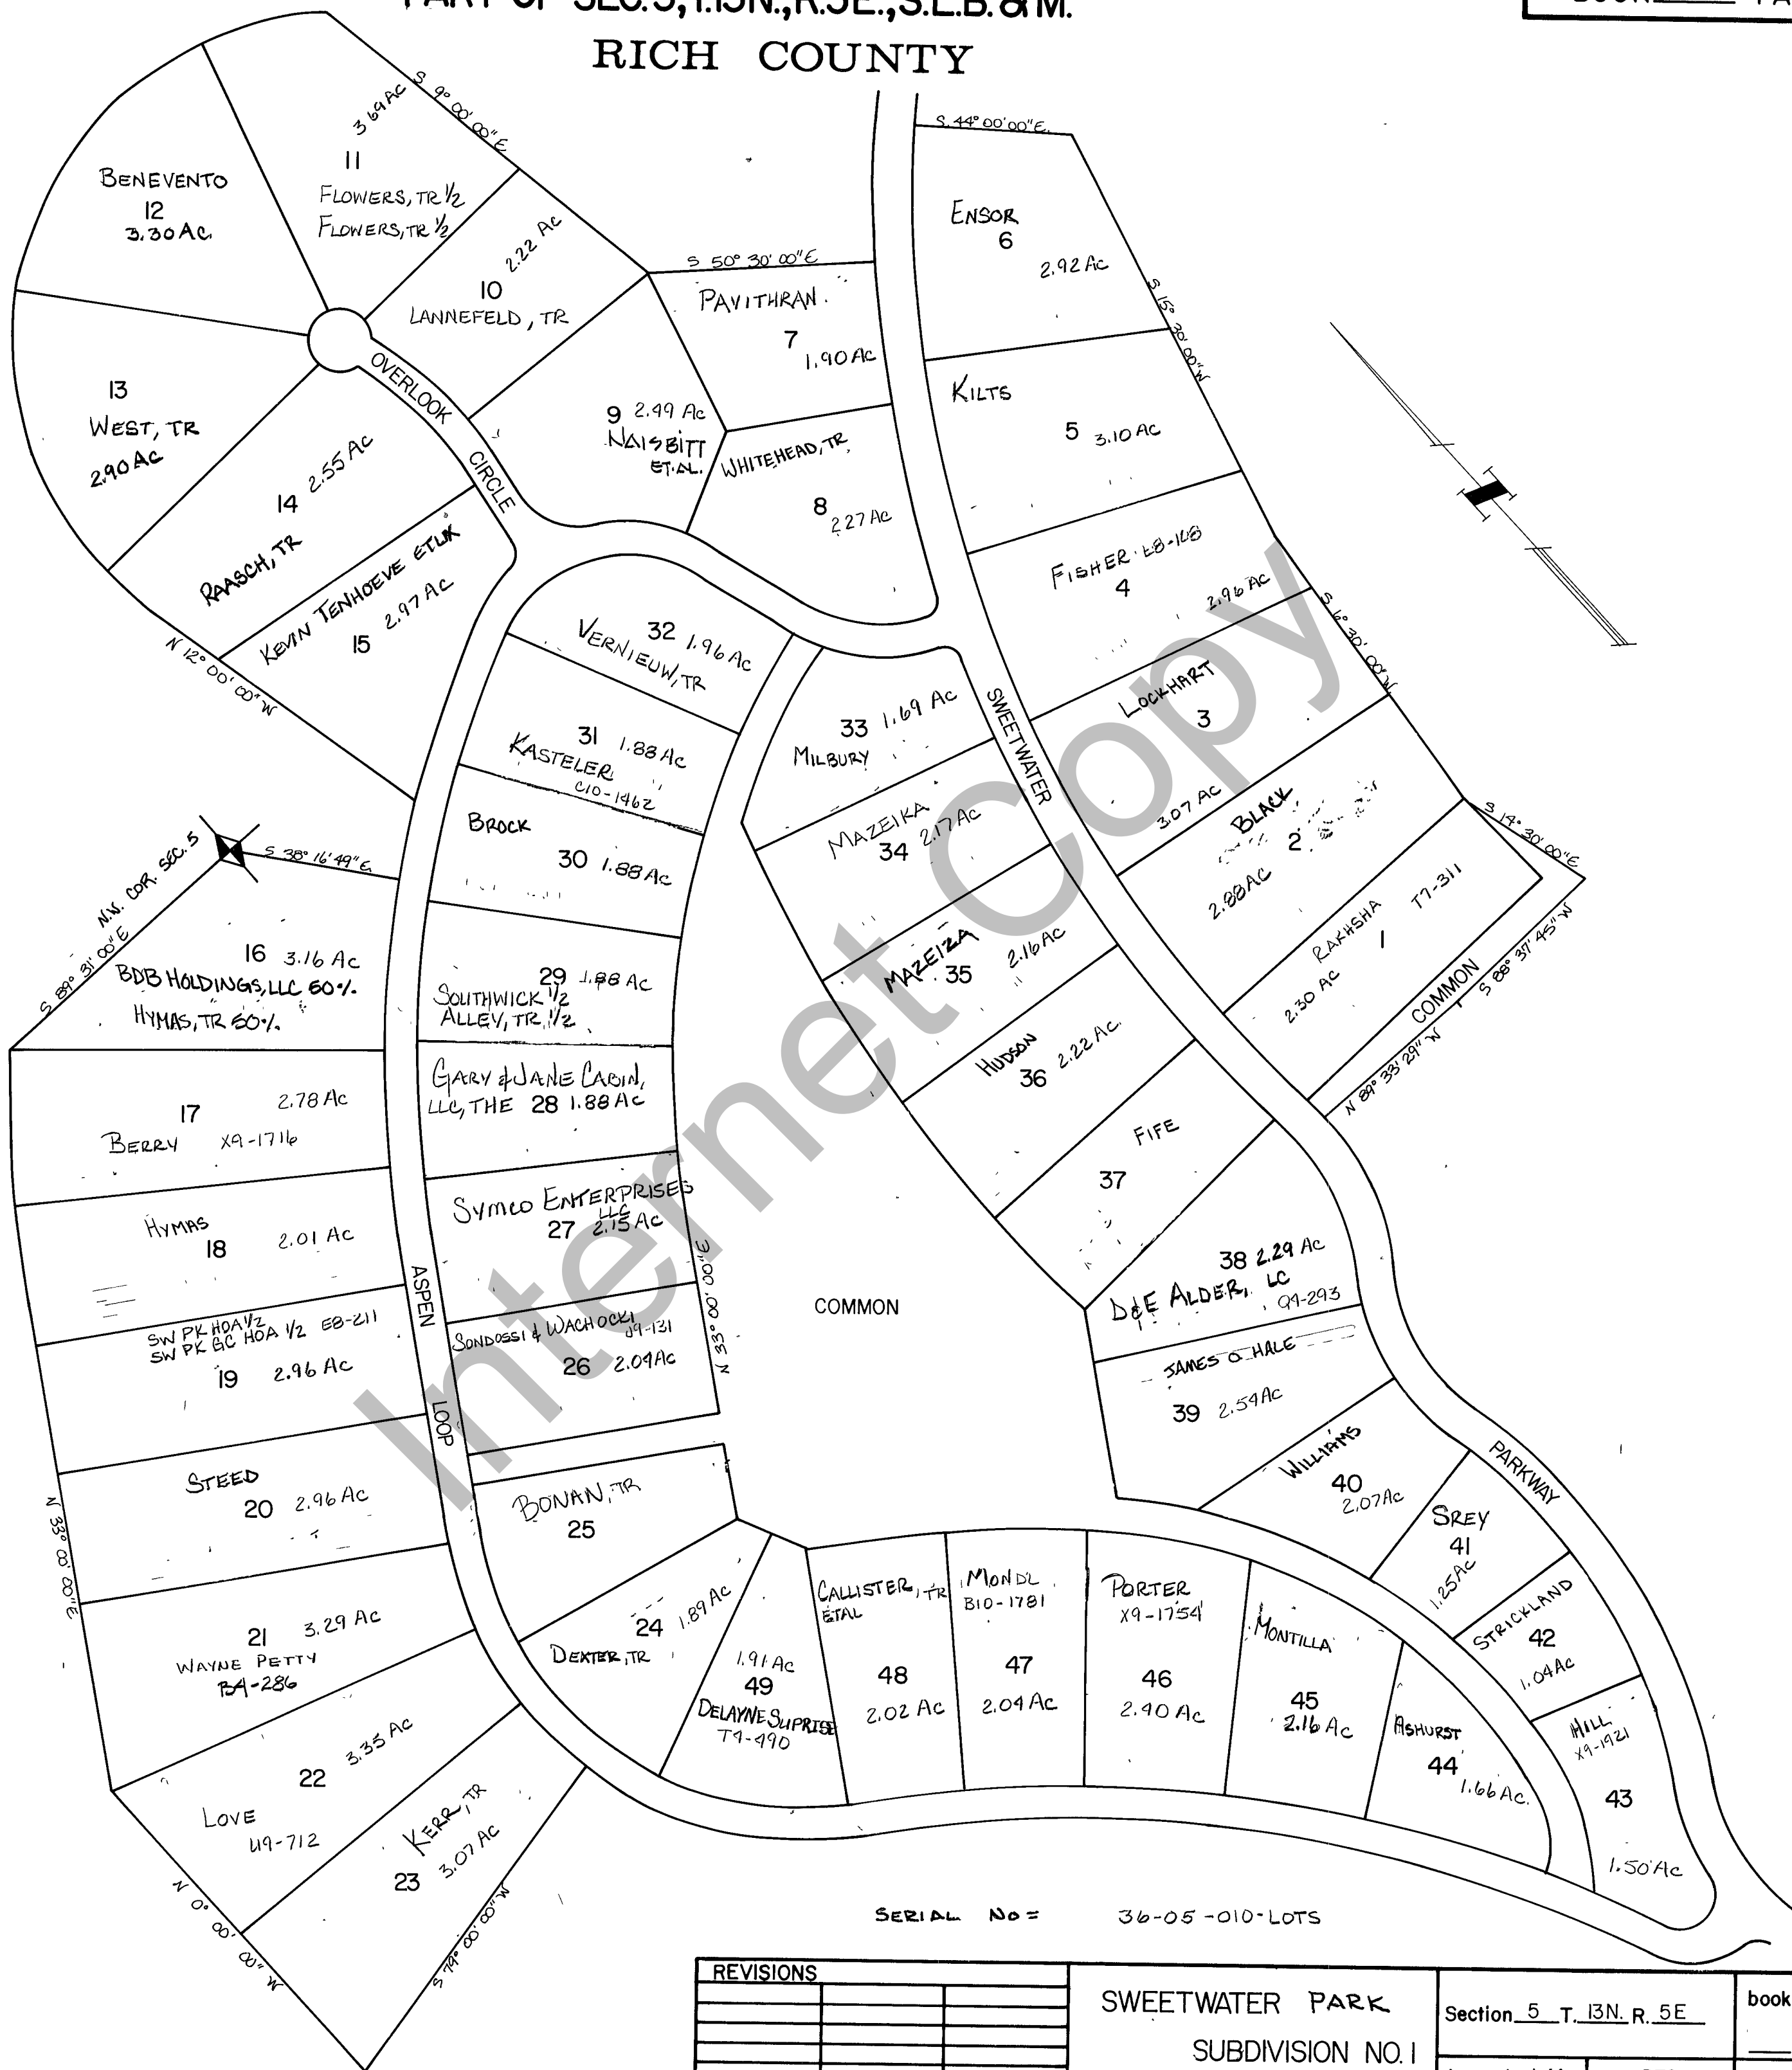 PART OF SEC.5,T.13N.,R.5E.,S.L.B.&M.
RICH COUNTY
S 9° 00' 00" E
S 44° 00' 00" E
BENEVENTO
12
3.30 AC.
3.69 AC
11
FLOWERS, TR 1/2
FLOWERS, TR 1/2
2.22 AC
10
LANNEFELD, TR
S 50° 30' 00" E
PAVITHRAN
7
1.90 AC
ENSOR
6
2.92 AC
S 15° 30' 00" W
13
WEST, TR
2.90 AC
OVERLOOK
CIRCLE
9 2.49 AC
NAISBITT
ET.AL.
WHITEHEAD, TR
8
2.27 AC
KILTS
5 3.10 AC
14 2.55 AC
RAASCH, TR
KEVIN TENHOEVE ETUX
15 2.97 AC
N 12° 00' 00" W
FISHER
4
2.96 AC
S 6° 30' 00" W
32 1.96 AC
VERNIEUW, TR
LOCKHART
3
3.07 AC
33 1.69 AC
MILBURY
SWEETWATER
31 1.88 AC
KASTELER
C10-1462
BLACK
2
2.88 AC
S 14° 30' 00" E
MAZEIKA
34 2.17 AC
BROCK
30 1.88 AC
N.W. COR. SEC. 5
S 38° 16' 49" E
S 89° 31' 00" E
RAKHSHA T7-311
1
2.30 AC
COMMON
S 88° 37' 45" W
N 89° 33' 29" W
16 3.16 AC
BDB HOLDINGS, LLC 50%
HYMAS, TR 50%
29 1.88 AC
SOUTHWICK 1/2
ALLEY, TR, 1/2
MAZEIZA
35 2.16 AC
HUDSON
36 2.22 AC.
17 2.78 AC
BERRY X9-1716
GARY & JANE CABIN,
LLC, THE 28 1.88 AC
FIFE
37
HYMAS
18 2.01 AC
SYMCO ENTERPRISES
LLC
27 2.15 AC
38 2.29 AC
D&E ALDER, LC
Q9-293
ASPEN
LOOP
N 33° 00' 00" E
COMMON
SW PK HOA 1/2
SW PK GC HOA 1/2 E8-211
19 2.96 AC
SONDOSSI & WACHOCKI
U9-131
26 2.04 AC
JAMES Q HALE
39 2.54 AC
STEED
20 2.96 AC
BONAN, TR
25
WILLIAMS
40
2.07 AC
PARKWAY
N 33° 00' 00" E
SREY
41
1.25 AC
21 3.29 AC
WAYNE PETTY
B4-286
24 1.89 AC
DEXTER, TR
1.91 AC
49
DELAYNE SUPRISE
T9-490
CALLISTER, TR
ETAL
48
2.02 AC
MONDL
B10-1781
47
2.04 AC
PORTER
X9-1754
46
2.40 AC
MONTILLA
45
2.16 AC
STRICKLAND
42
1.04 AC
ASHURST
44
1.66 AC.
HILL
X9-1921
43
1.50 AC
22 3.35 AC
LOVE
U9-712
KERR, TR
23 3.07 AC
N 0° 00' 00" W
S 79° 00' 00" W
SERIAL NO = 36-05-010-LOTS
REVISIONS
SWEETWATER PARK
SUBDIVISION NO. 1
Section 5 T. 13N. R. 5E
book
Internet Copy